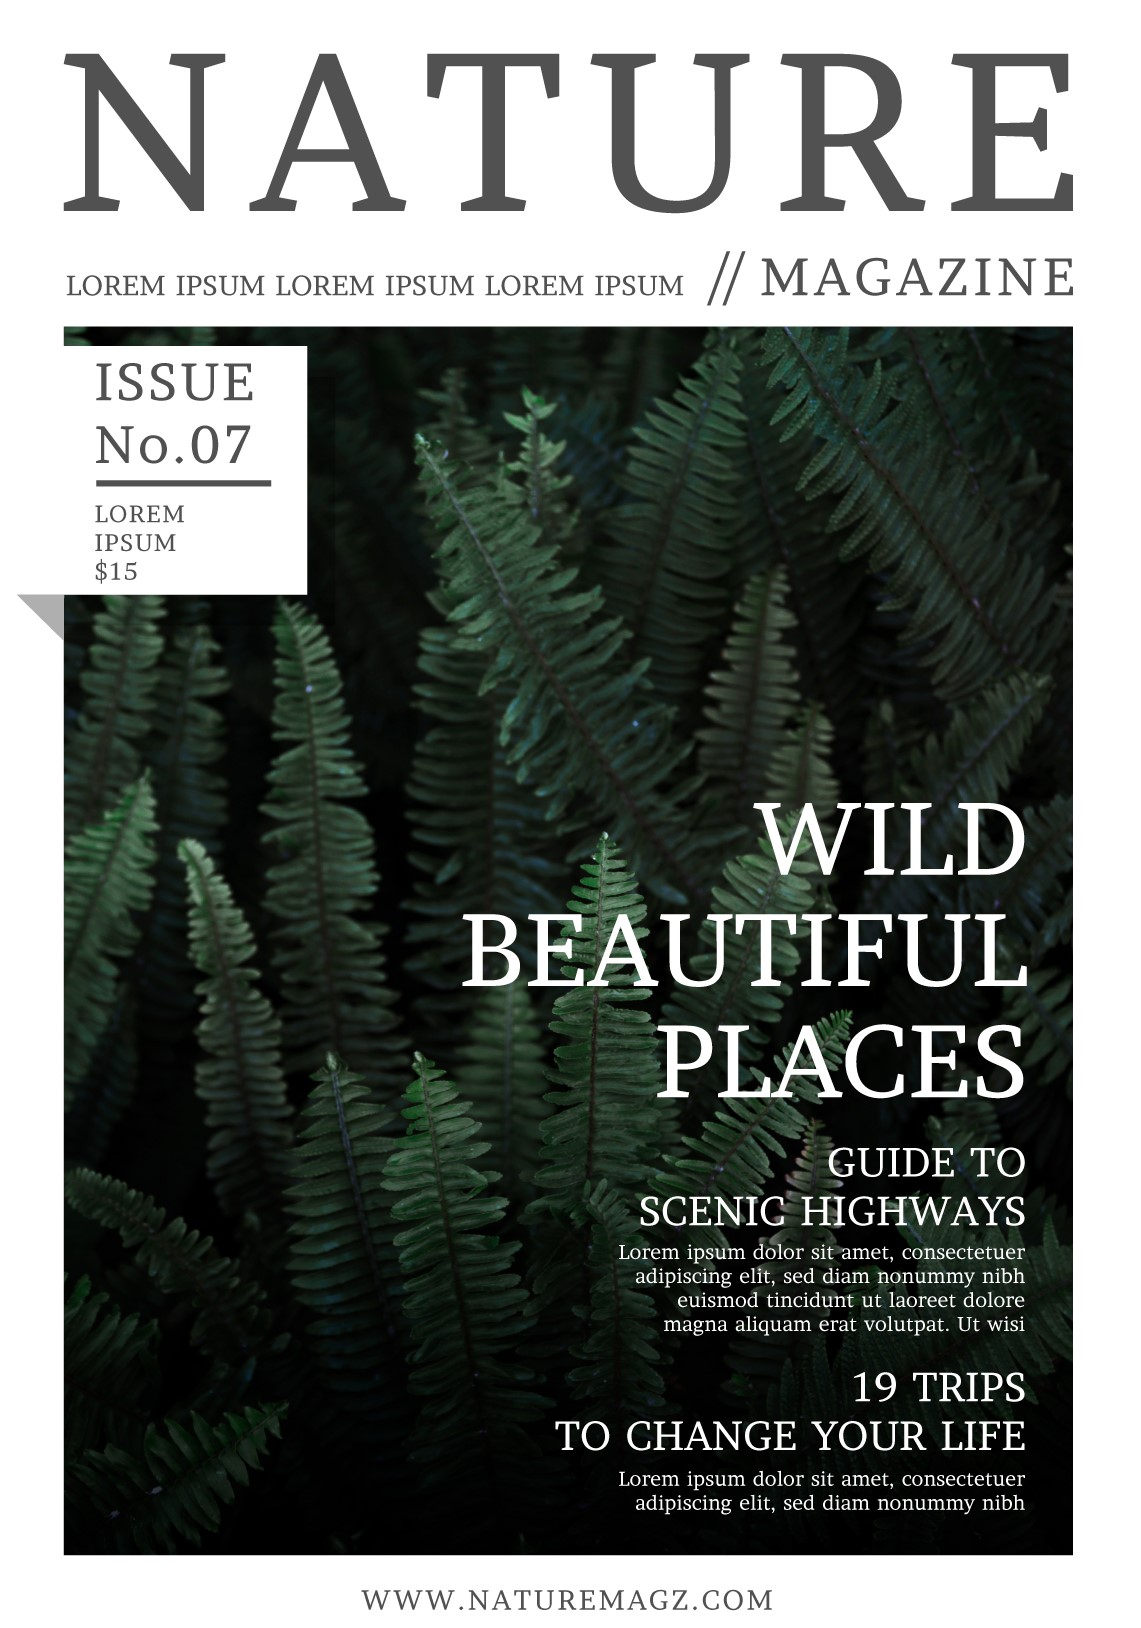 NATURE
LOREM IPSUM LOREM IPSUM LOREM IPSUM // MAGAZINE
ISSUE
No.07
LOREM
IPSUM
$15
WILD
BEAUTIFUL
PLACES
GUIDE TO
SCENIC HIGHWAYS
Lorem ipsum dolor sit amet, consectetuer
adipiscing elit, sed diam nonummy nibh
euismod tincidunt ut laoreet dolore
magna aliquam erat volutpat. Ut wisi
19 TRIPS
TO CHANGE YOUR LIFE
Lorem ipsum dolor sit amet, consectetuer
adipiscing elit, sed diam nonummy nibh
WWW.NATUREMAGZ.COM